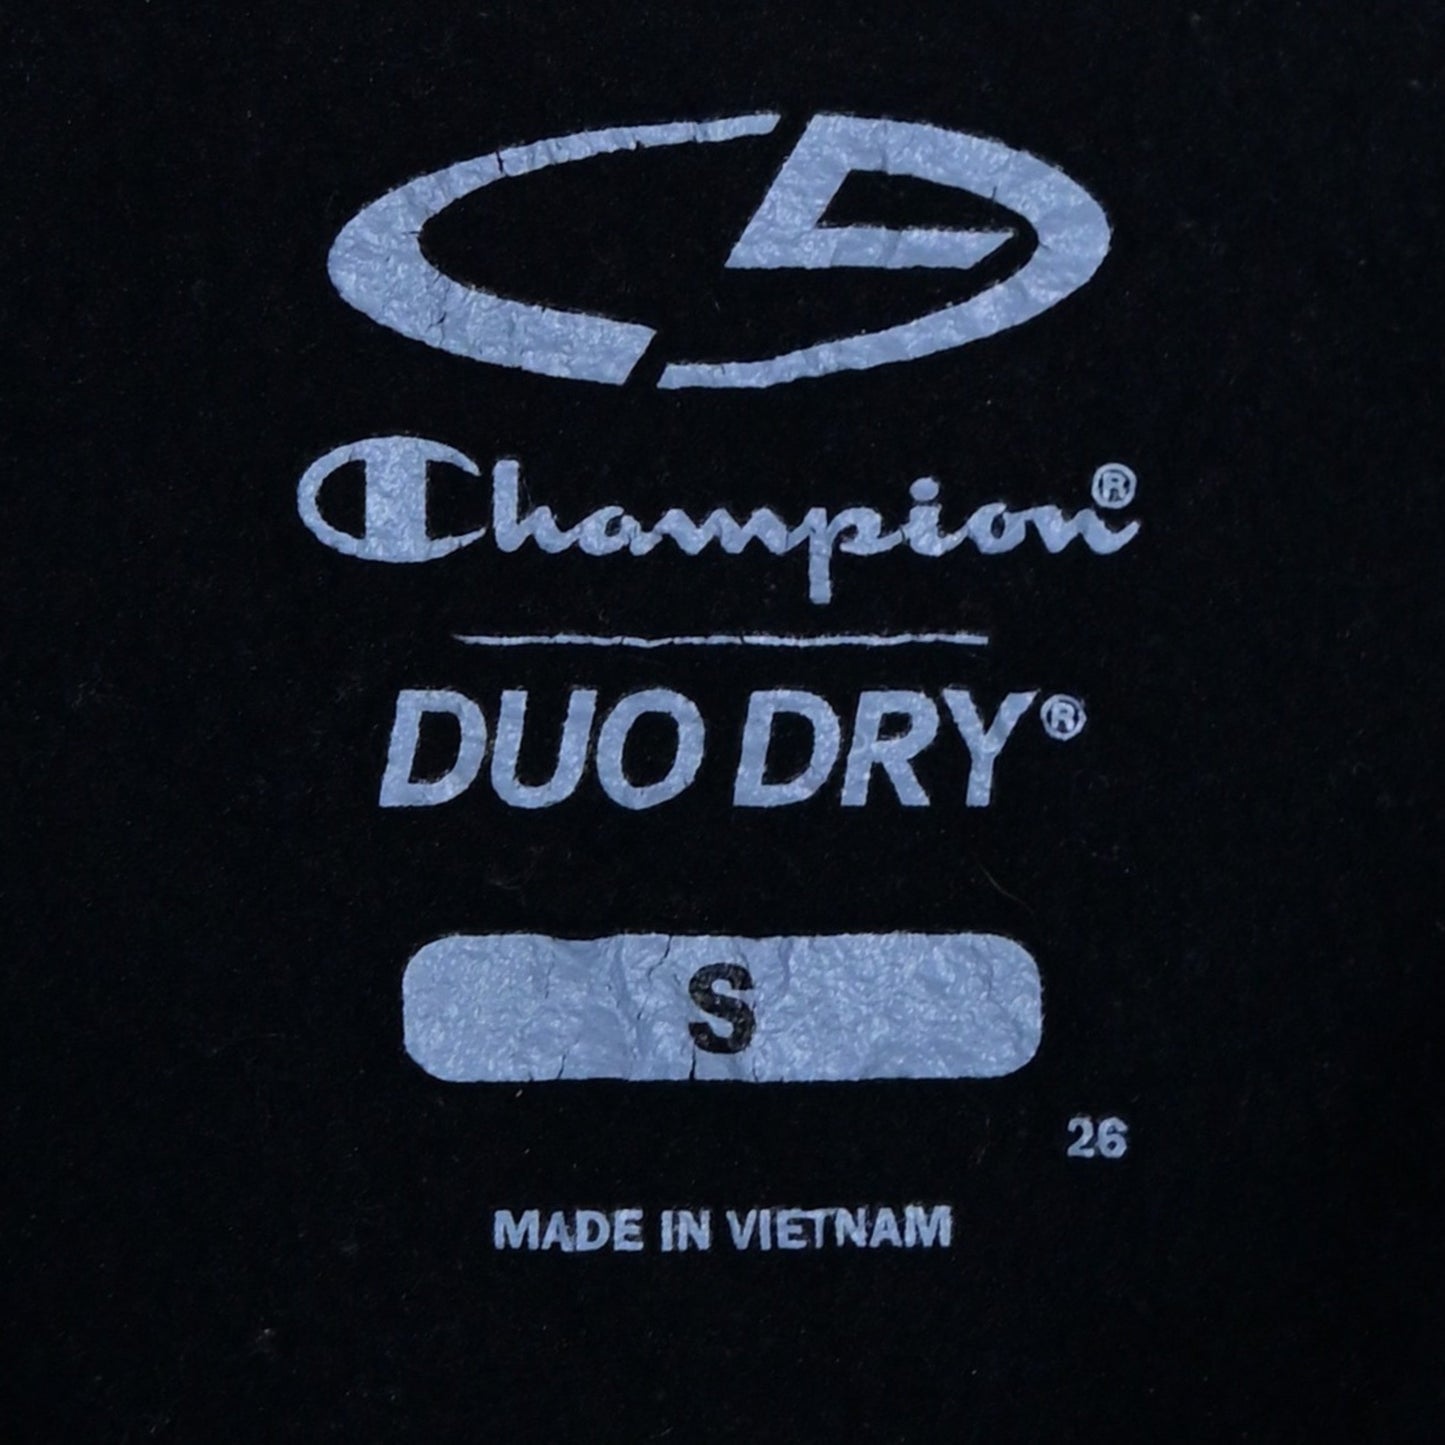 Champion®
DUO DRY®
S
26
MADE IN VIETNAM